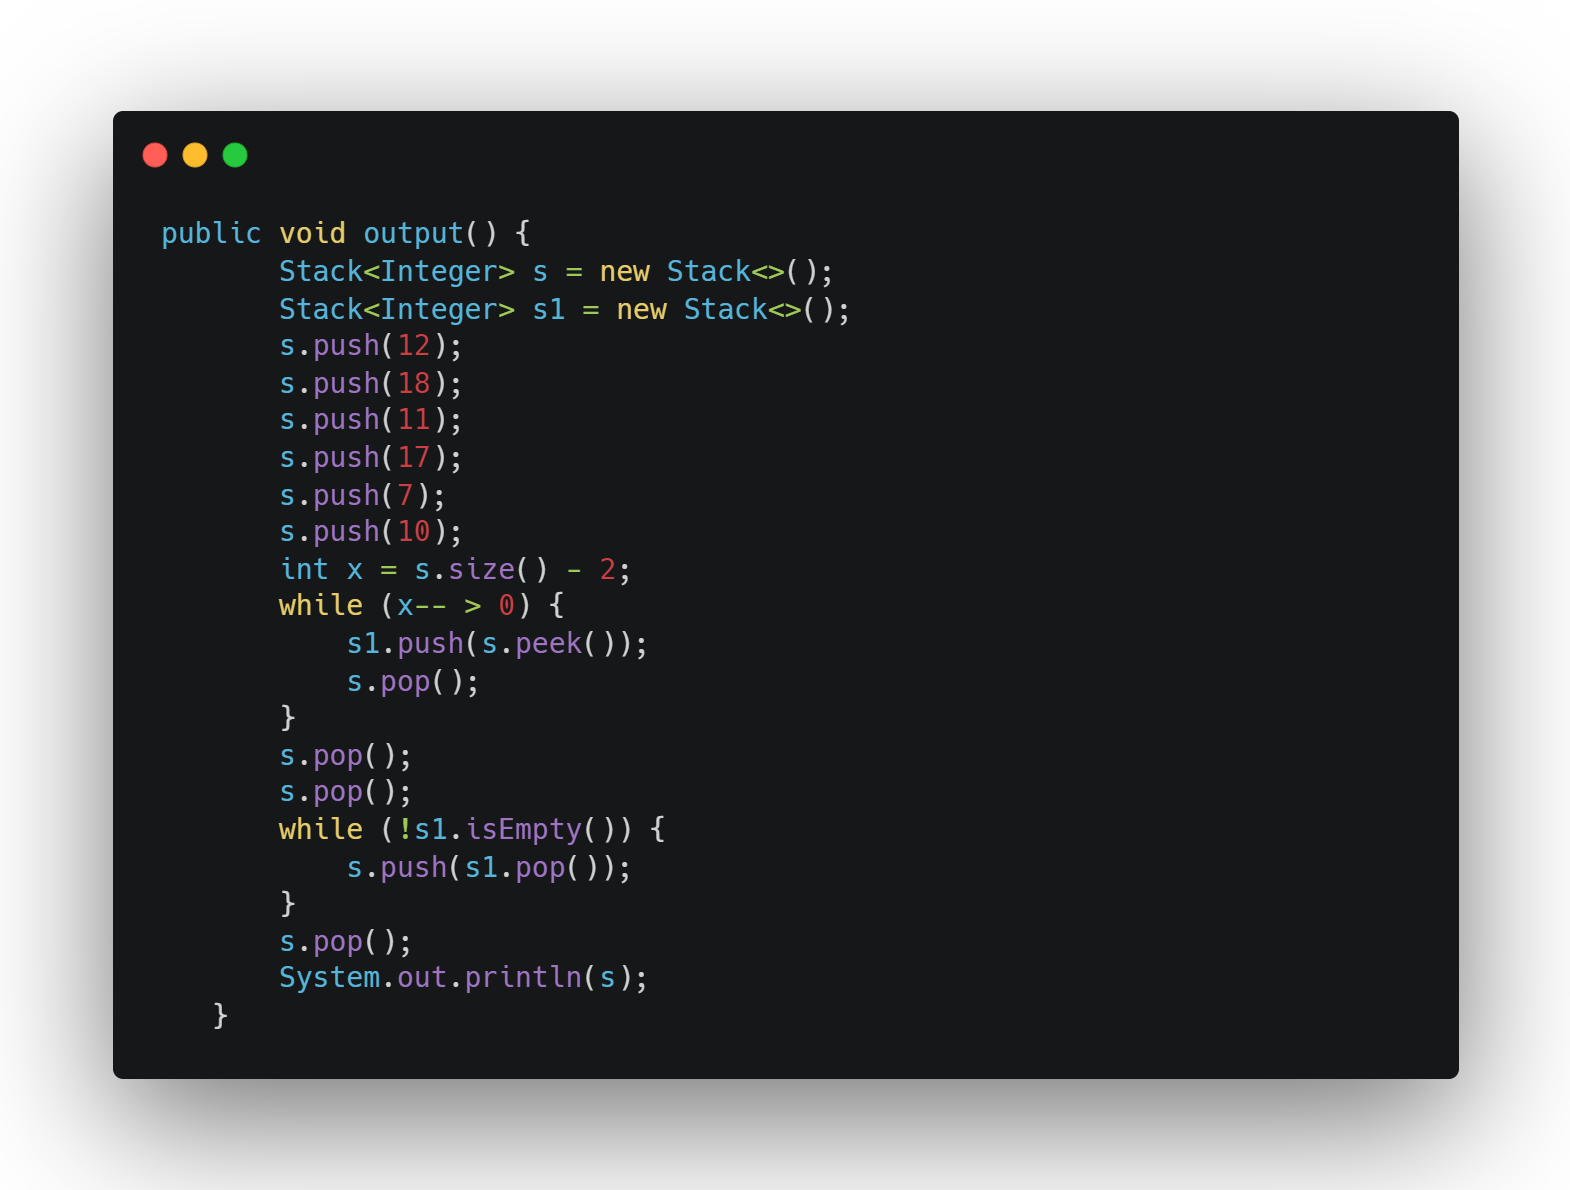 public void output() {
Stack<Integer> s = new Stack<>();
Stack<Integer> s1 = new Stack<>();
s.push(12);
s.push(18);
s.push(11);
s.push(17);
s.push(7);
s.push(10);
int x = s.size() - 2;
while (x-- > 0) {
s1.push(s.peek());
s.pop();
}
s.pop();
s.pop();
while (!s1.isEmpty()) {
s.push(s1.pop());
}
s.pop();
System.out.println(s);
}